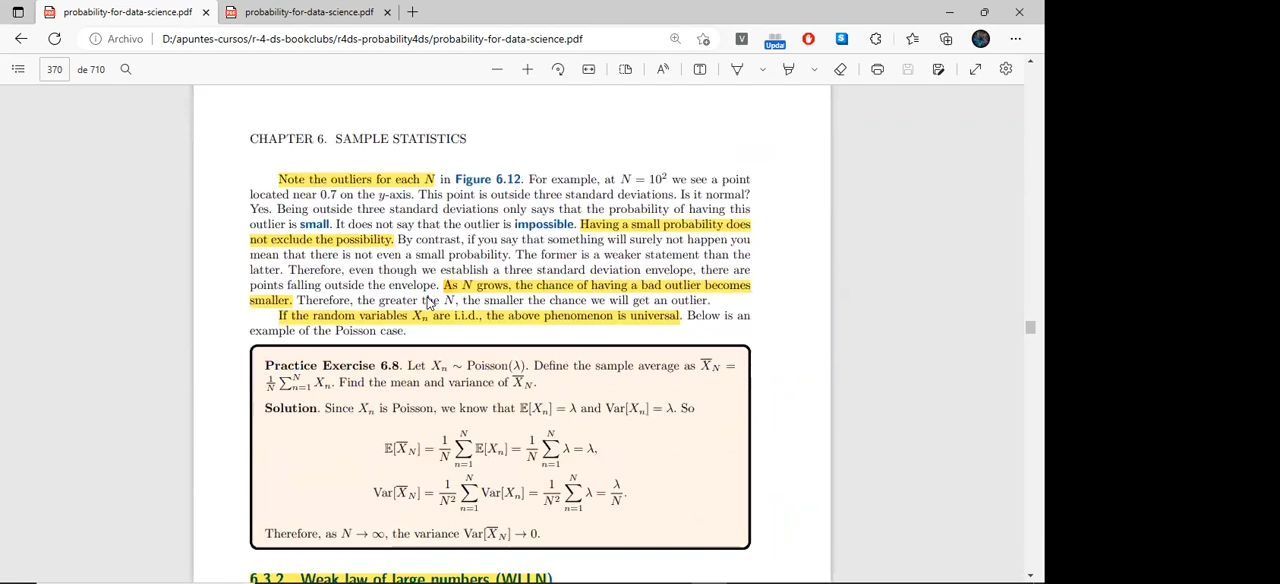 probability-for-data-science.pdf
probability-for-data-science.pdf
Archivo | D:/apuntes-cursos/r-4-ds-bookclubs/r4ds-probability4ds/probability-for-data-science.pdf
Upda
370 de 710
CHAPTER 6. SAMPLE STATISTICS
Note the outliers for each N in Figure 6.12. For example, at N = 10² we see a point
located near 0.7 on the y-axis. This point is outside three standard deviations. Is it normal?
Yes. Being outside three standard deviations only says that the probability of having this
outlier is small. It does not say that the outlier is impossible. Having a small probability does
not exclude the possibility. By contrast, if you say that something will surely not happen you
mean that there is not even a small probability. The former is a weaker statement than the
latter. Therefore, even though we establish a three standard deviation envelope, there are
points falling outside the envelope. As N grows, the chance of having a bad outlier becomes
smaller. Therefore, the greater the N, the smaller the chance we will get an outlier.
If the random variables Xₙ are i.i.d., the above phenomenon is universal. Below is an
example of the Poisson case.
Practice Exercise 6.8. Let Xₙ ∼ Poisson(λ). Define the sample average as X̅_N =
1/N ∑_{n=1}^{N} Xₙ. Find the mean and variance of X̅_N.
Solution. Since Xₙ is Poisson, we know that 𝔼[Xₙ] = λ and Var[Xₙ] = λ. So
𝔼[X̅_N] = 1/N ∑_{n=1}^{N} 𝔼[Xₙ] = 1/N ∑_{n=1}^{N} λ = λ,
Var[X̅_N] = 1/N² ∑_{n=1}^{N} Var[Xₙ] = 1/N² ∑_{n=1}^{N} λ = λ/N.
Therefore, as N → ∞, the variance Var[X̅_N] → 0.
6.3.2 Weak law of large numbers (WLLN)